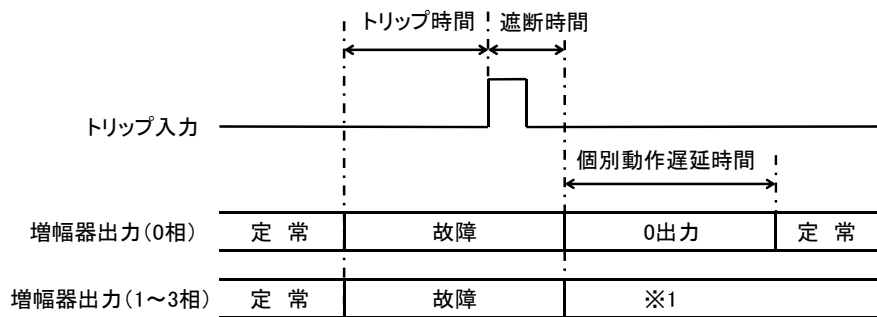 トリップ時間 遮断時間
トリップ入力
個別動作遅延時間
増幅器出力(0相) 定 常 故障 0出力 定 常
増幅器出力(1～3相) 定 常 故障 ※1